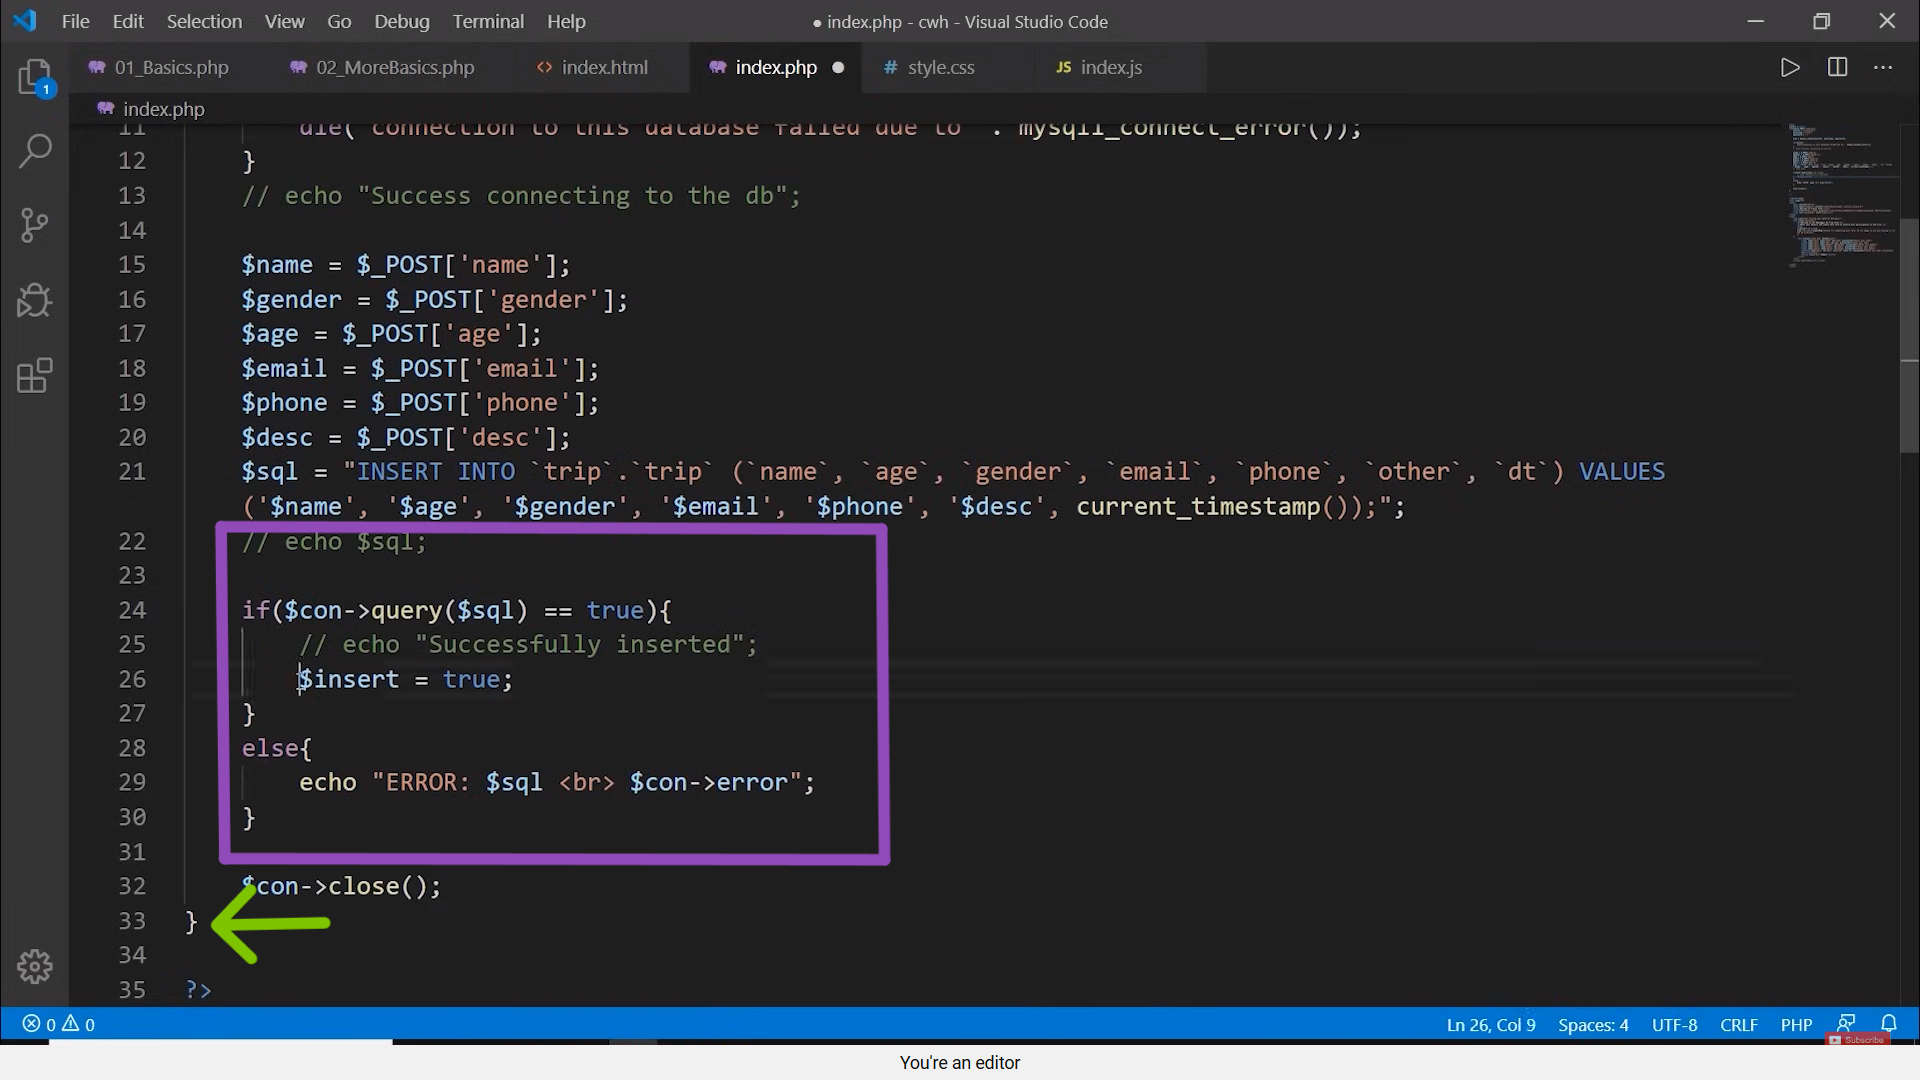 File Edit Selection View Go Debug Terminal Help
● index.php - cwh - Visual Studio Code
1
01_Basics.php
02_MoreBasics.php
<> index.html
index.php ●
# style.css
JS index.js
index.php
11 die("connection to this database failed due to" . mysqli_connect_error());
12 }
13 // echo "Success connecting to the db";
14
15 $name = $_POST['name'];
16 $gender = $_POST['gender'];
17 $age = $_POST['age'];
18 $email = $_POST['email'];
19 $phone = $_POST['phone'];
20 $desc = $_POST['desc'];
21 $sql = "INSERT INTO `trip`.`trip` (`name`, `age`, `gender`, `email`, `phone`, `other`, `dt`) VALUES
('$name', '$age', '$gender', '$email', '$phone', '$desc', current_timestamp());";
22 // echo $sql;
23
24 if($con->query($sql) == true){
25 // echo "Successfully inserted";
26 $insert = true;
27 }
28 else{
29 echo "ERROR: $sql <br> $con->error";
30 }
31
32 $con->close();
33 }
34
35 ?>
0 0
Ln 26, Col 9 Spaces: 4 UTF-8 CRLF PHP
Subscribe
You're an editor